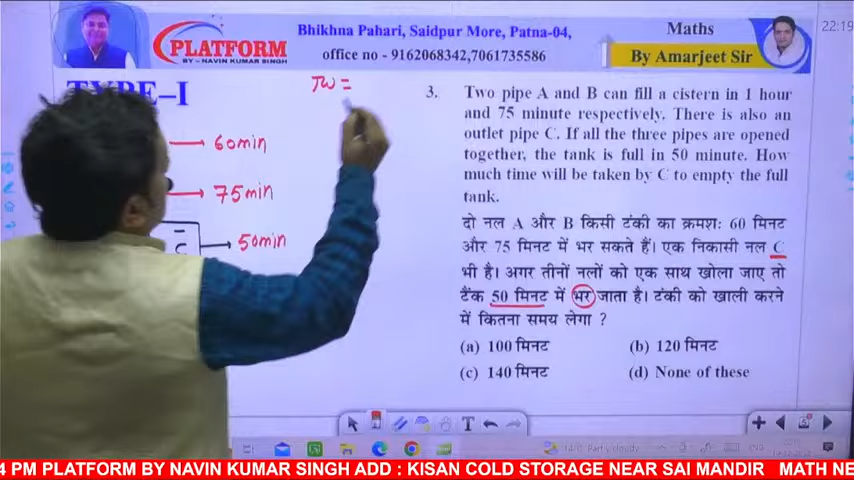 PLATFORM
BY - NAVIN KUMAR SINGH
Bhikhna Pahari, Saidpur More, Patna-04,
office no - 9162068342,7061735586
Maths
By Amarjeet Sir
22:19
TYPE–I
TW =
60min
75min
C
50min
3. Two pipe A and B can fill a cistern in 1 hour
and 75 minute respectively. There is also an
outlet pipe C. If all the three pipes are opened
together, the tank is full in 50 minute. How
much time will be taken by C to empty the full
tank.
दो नल A और B किसी टंकी का क्रमशः 60 मिनट
और 75 मिनट में भर सकते हैं। एक निकासी नल C
भी है। अगर तीनों नलों को एक साथ खोला जाए तो
टैंक 50 मिनट में भर जाता है। टंकी को खाली करने
में कितना समय लेगा ?
(a) 100 मिनट (b) 120 मिनट
(c) 140 मिनट (d) None of these
4 PM PLATFORM BY NAVIN KUMAR SINGH ADD : KISAN COLD STORAGE NEAR SAI MANDIR MATH NE